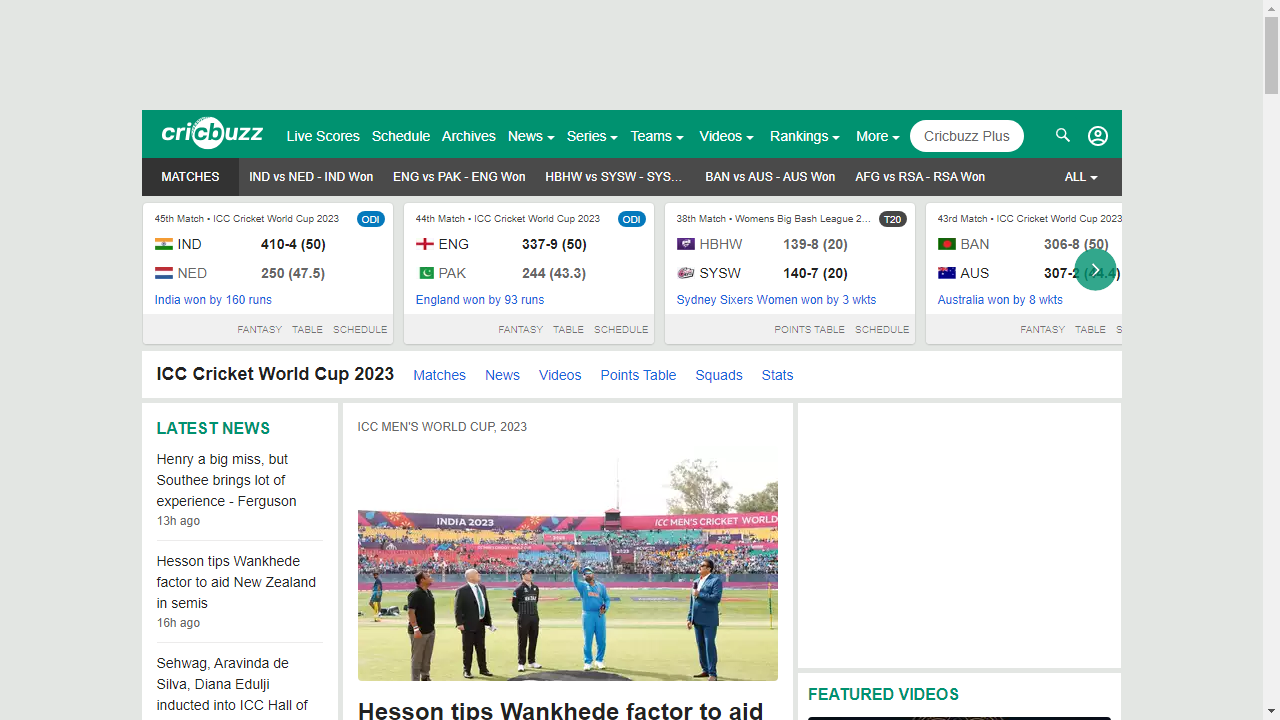 cricbuzz
Live Scores Schedule Archives News Series Teams Videos Rankings More Cricbuzz Plus
MATCHES IND vs NED - IND Won ENG vs PAK - ENG Won HBHW vs SYSW - SYS... BAN vs AUS - AUS Won AFG vs RSA - RSA Won ALL
45th Match • ICC Cricket World Cup 2023 ODI
IND 410-4 (50)
NED 250 (47.5)
India won by 160 runs
FANTASY TABLE SCHEDULE
44th Match • ICC Cricket World Cup 2023 ODI
ENG 337-9 (50)
PAK 244 (43.3)
England won by 93 runs
FANTASY TABLE SCHEDULE
38th Match • Womens Big Bash League 2... T20
HBHW 139-8 (20)
SYSW 140-7 (20)
Sydney Sixers Women won by 3 wkts
POINTS TABLE SCHEDULE
43rd Match • ICC Cricket World Cup 2023
BAN 306-8 (50)
AUS 307-2 (44.4)
Australia won by 8 wkts
FANTASY TABLE S
ICC Cricket World Cup 2023 Matches News Videos Points Table Squads Stats
LATEST NEWS
Henry a big miss, but
Southee brings lot of
experience - Ferguson
13h ago
Hesson tips Wankhede
factor to aid New Zealand
in semis
16h ago
Sehwag, Aravinda de
Silva, Diana Edulji
inducted into ICC Hall of
ICC MEN'S WORLD CUP, 2023
INDIA 2023
ICC MEN'S CRICKET WORLD
Hesson tips Wankhede factor to aid
FEATURED VIDEOS